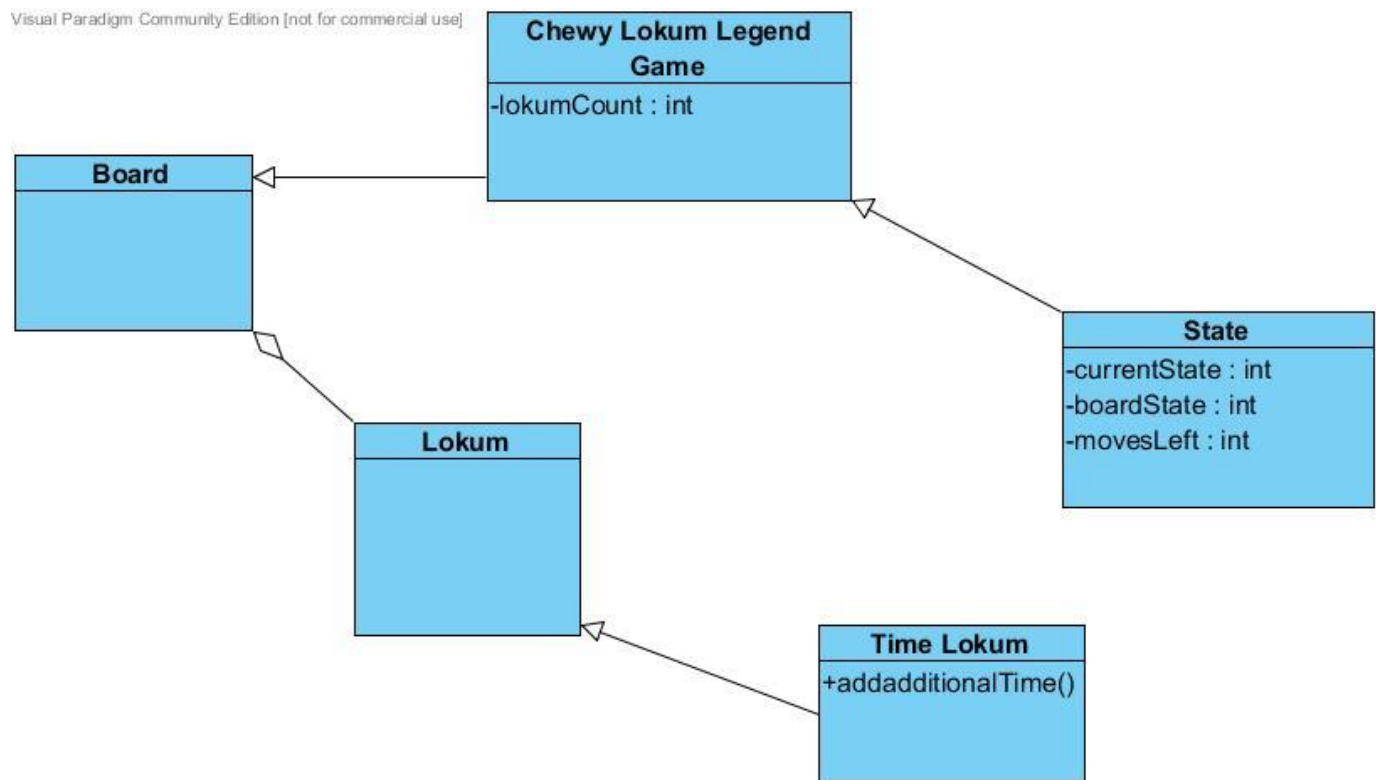 Visual Paradigm Community Edition [not for commercial use]
Chewy Lokum Legend
Game
-lokumCount : int
Board
State
-currentState : int
-boardState : int
-movesLeft : int
Lokum
Time Lokum
+addadditionalTime()